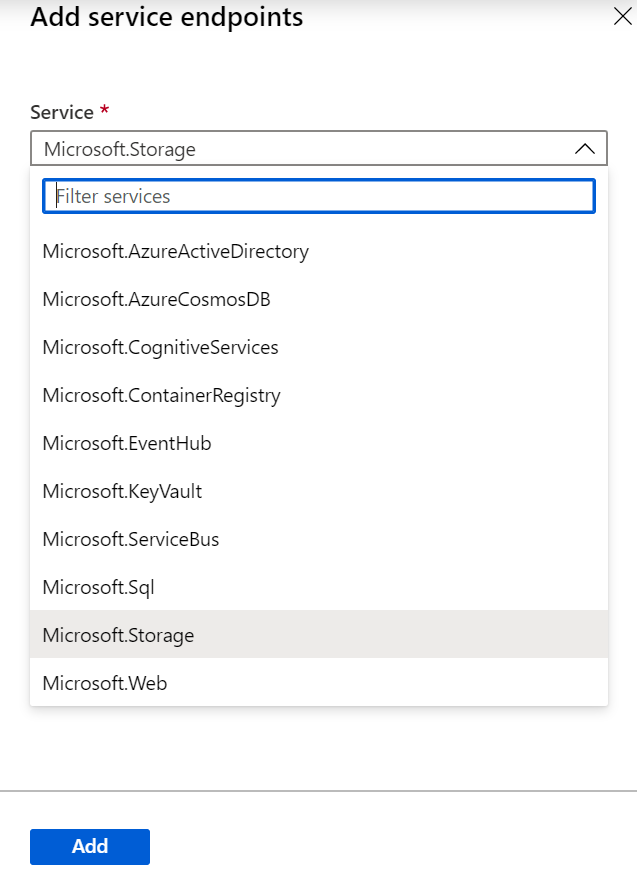 Add service endpoints
Service *
Microsoft.Storage
Filter services
Microsoft.AzureActiveDirectory
Microsoft.AzureCosmosDB
Microsoft.CognitiveServices
Microsoft.ContainerRegistry
Microsoft.EventHub
Microsoft.KeyVault
Microsoft.ServiceBus
Microsoft.Sql
Microsoft.Storage
Microsoft.Web
Add